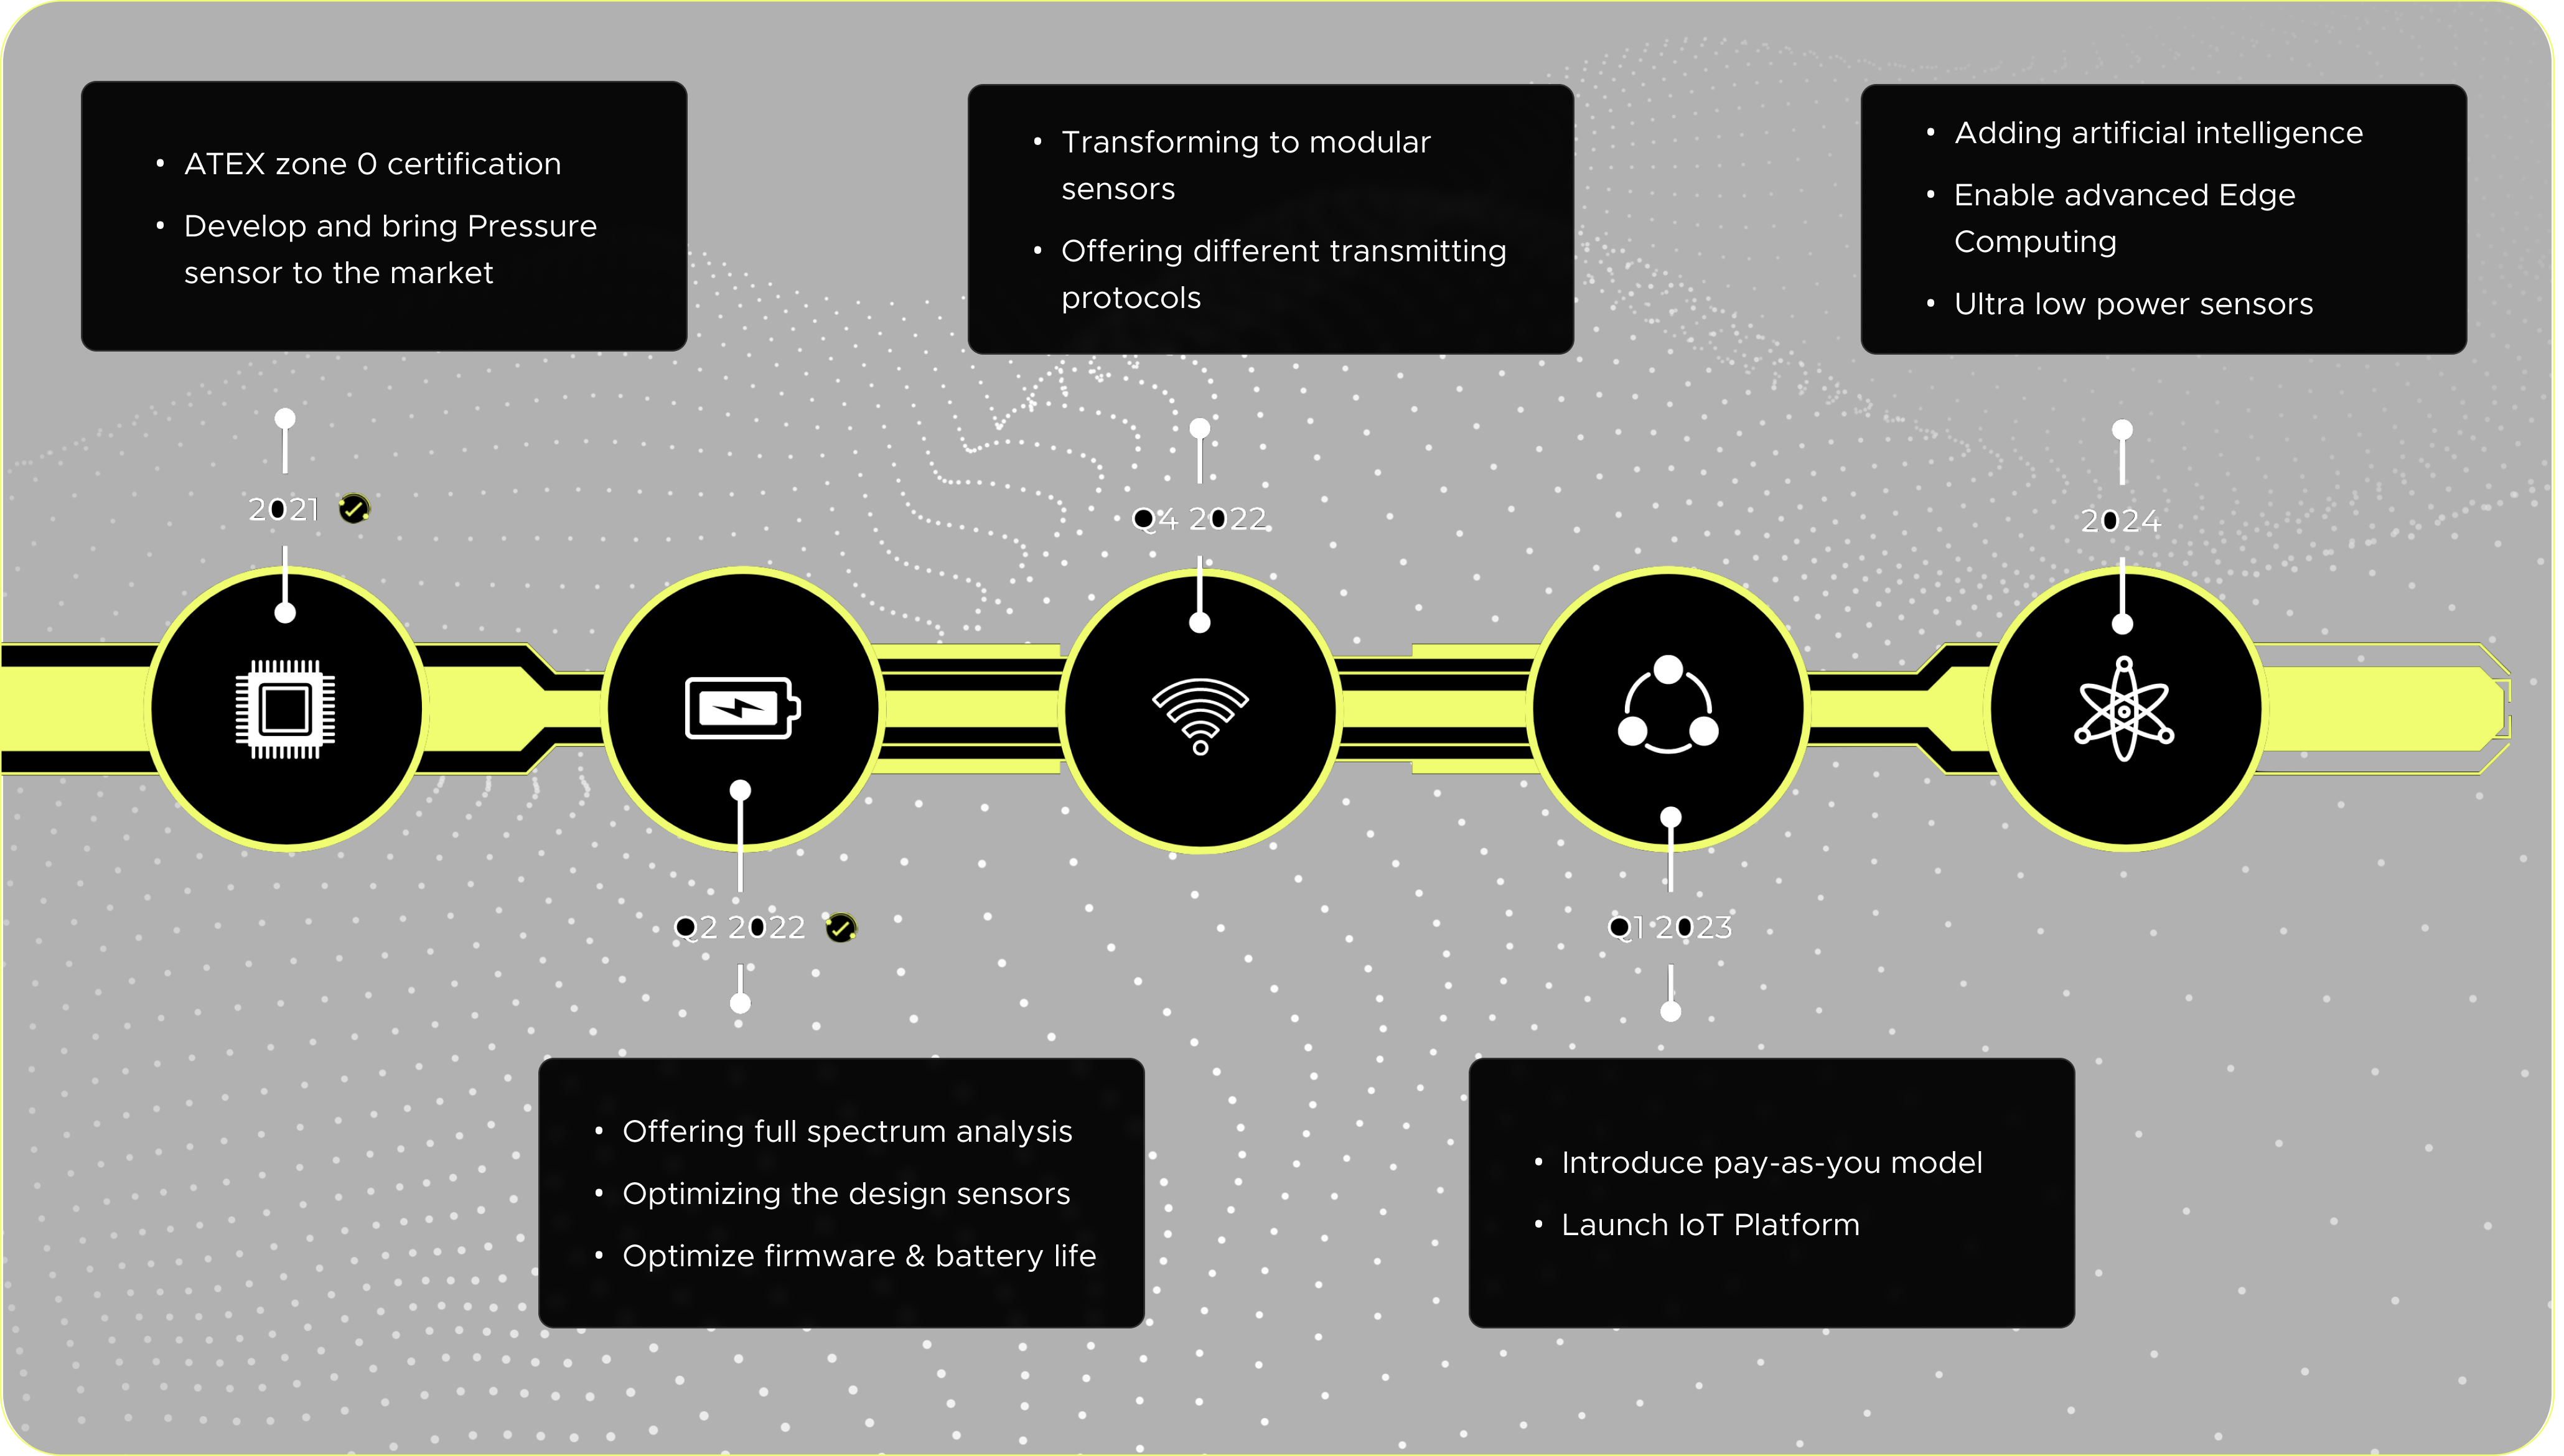 • ATEX zone 0 certification
• Develop and bring Pressure
sensor to the market
2021
• Offering full spectrum analysis
• Optimizing the design sensors
• Optimize firmware & battery life
Q2 2022
• Transforming to modular
sensors
• Offering different transmitting
protocols
Q4 2022
• Introduce pay-as-you model
• Launch IoT Platform
Q1 2023
• Adding artificial intelligence
• Enable advanced Edge
Computing
• Ultra low power sensors
2024